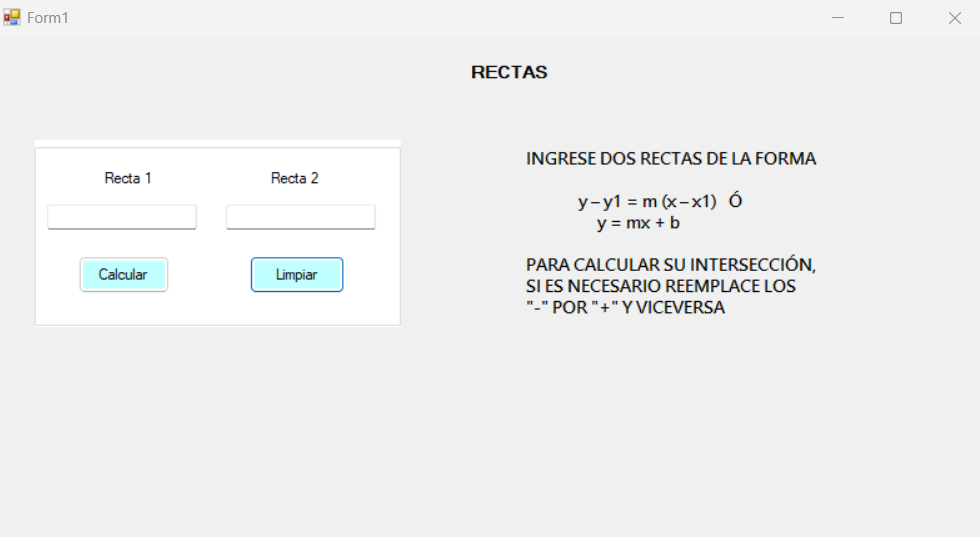 Form1
RECTAS
Recta 1
Recta 2
Calcular
Limpiar
INGRESE DOS RECTAS DE LA FORMA
y – y1 = m (x – x1) Ó
y = mx + b
PARA CALCULAR SU INTERSECCIÓN,
SI ES NECESARIO REEMPLACE LOS
"-" POR "+" Y VICEVERSA